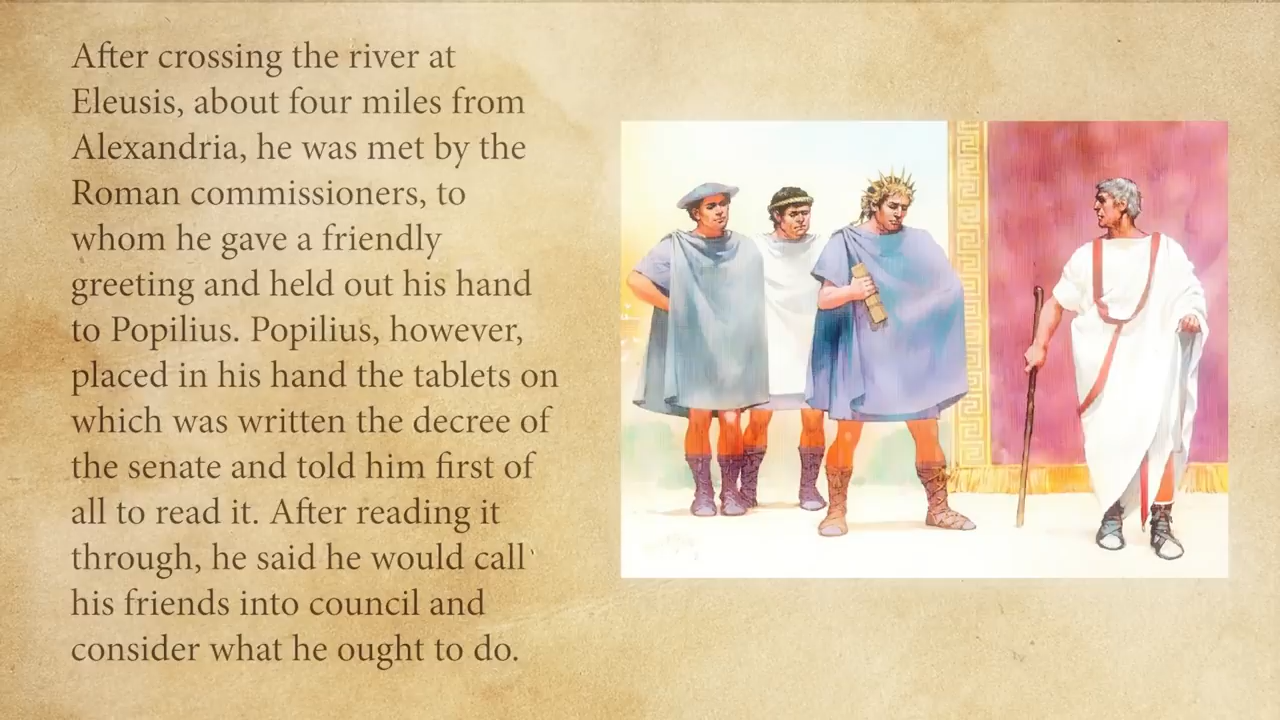 After crossing the river at
Eleusis, about four miles from
Alexandria, he was met by the
Roman commissioners, to
whom he gave a friendly
greeting and held out his hand
to Popilius. Popilius, however,
placed in his hand the tablets on
which was written the decree of
the senate and told him first of
all to read it. After reading it
through, he said he would call
his friends into council and
consider what he ought to do.